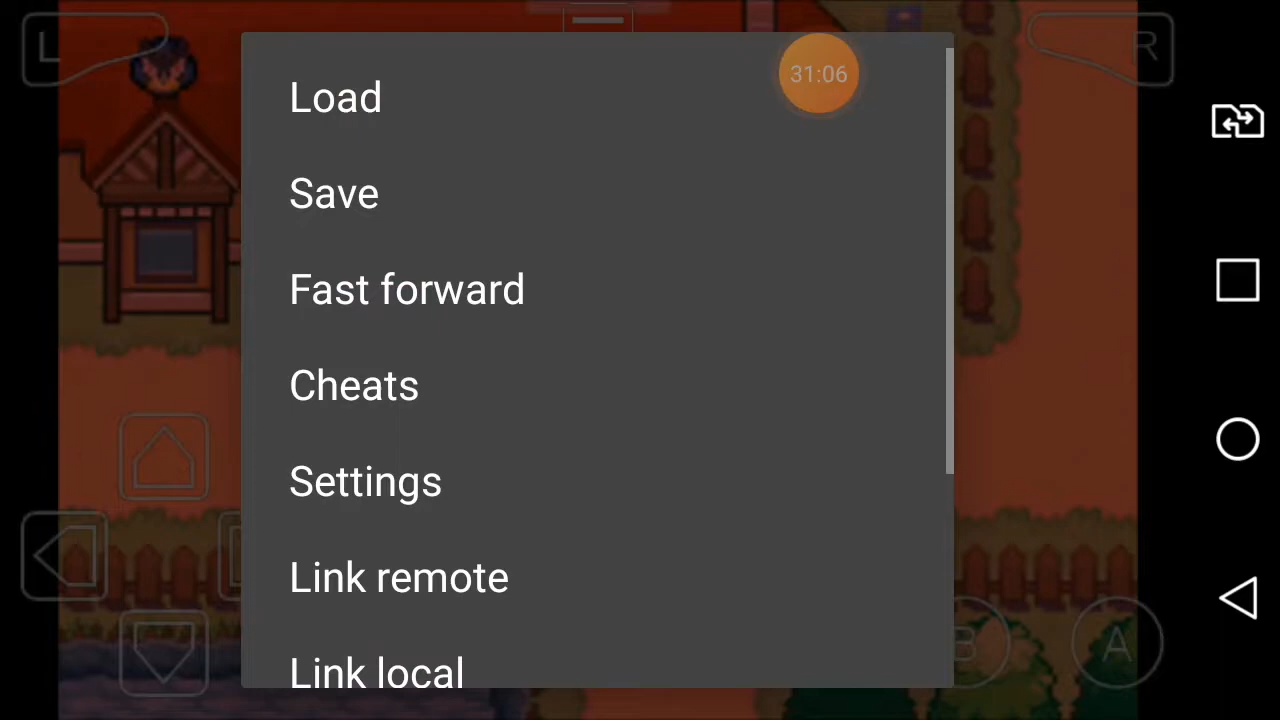 L
R
31:06
Load
Save
Fast forward
Cheats
Settings
Link remote
Link local
B
A